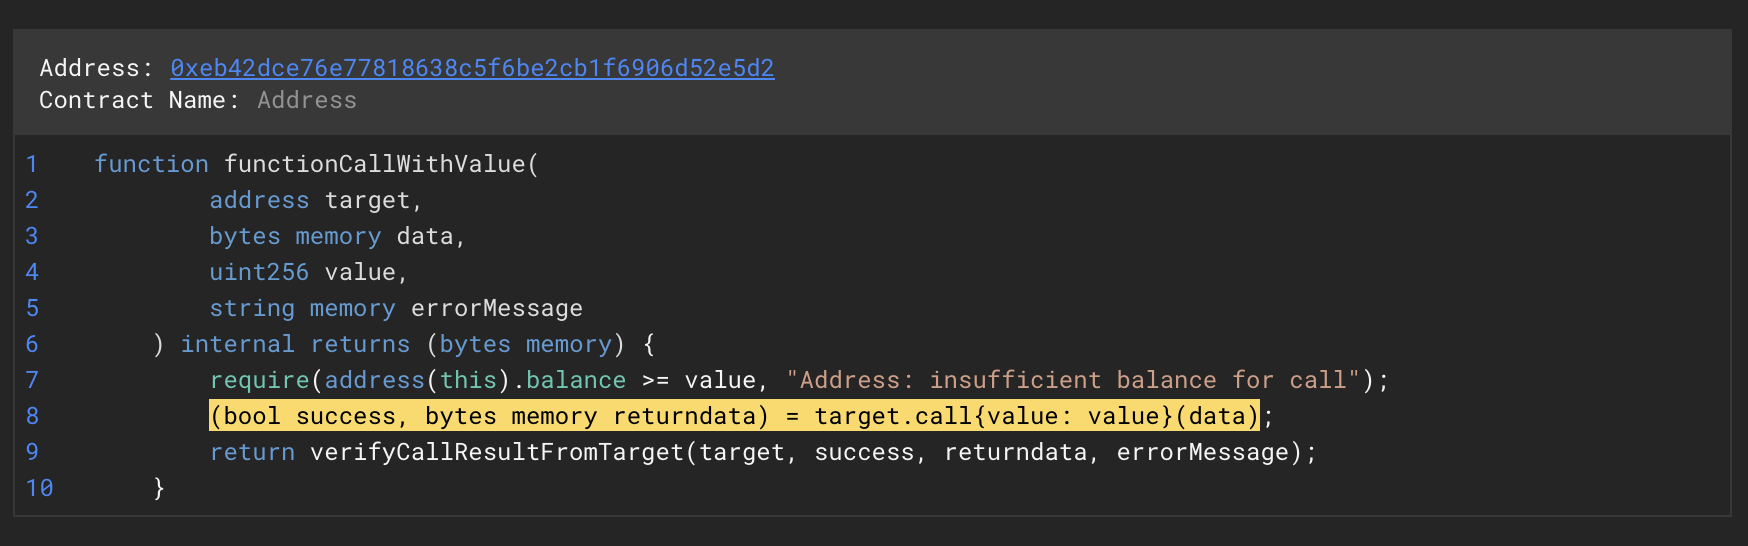 Address: 0xeb42dce76e77818638c5f6be2cb1f6906d52e5d2
Contract Name: Address
1 function functionCallWithValue(
2 address target,
3 bytes memory data,
4 uint256 value,
5 string memory errorMessage
6 ) internal returns (bytes memory) {
7 require(address(this).balance >= value, "Address: insufficient balance for call");
8 (bool success, bytes memory returndata) = target.call{value: value}(data);
9 return verifyCallResultFromTarget(target, success, returndata, errorMessage);
10 }